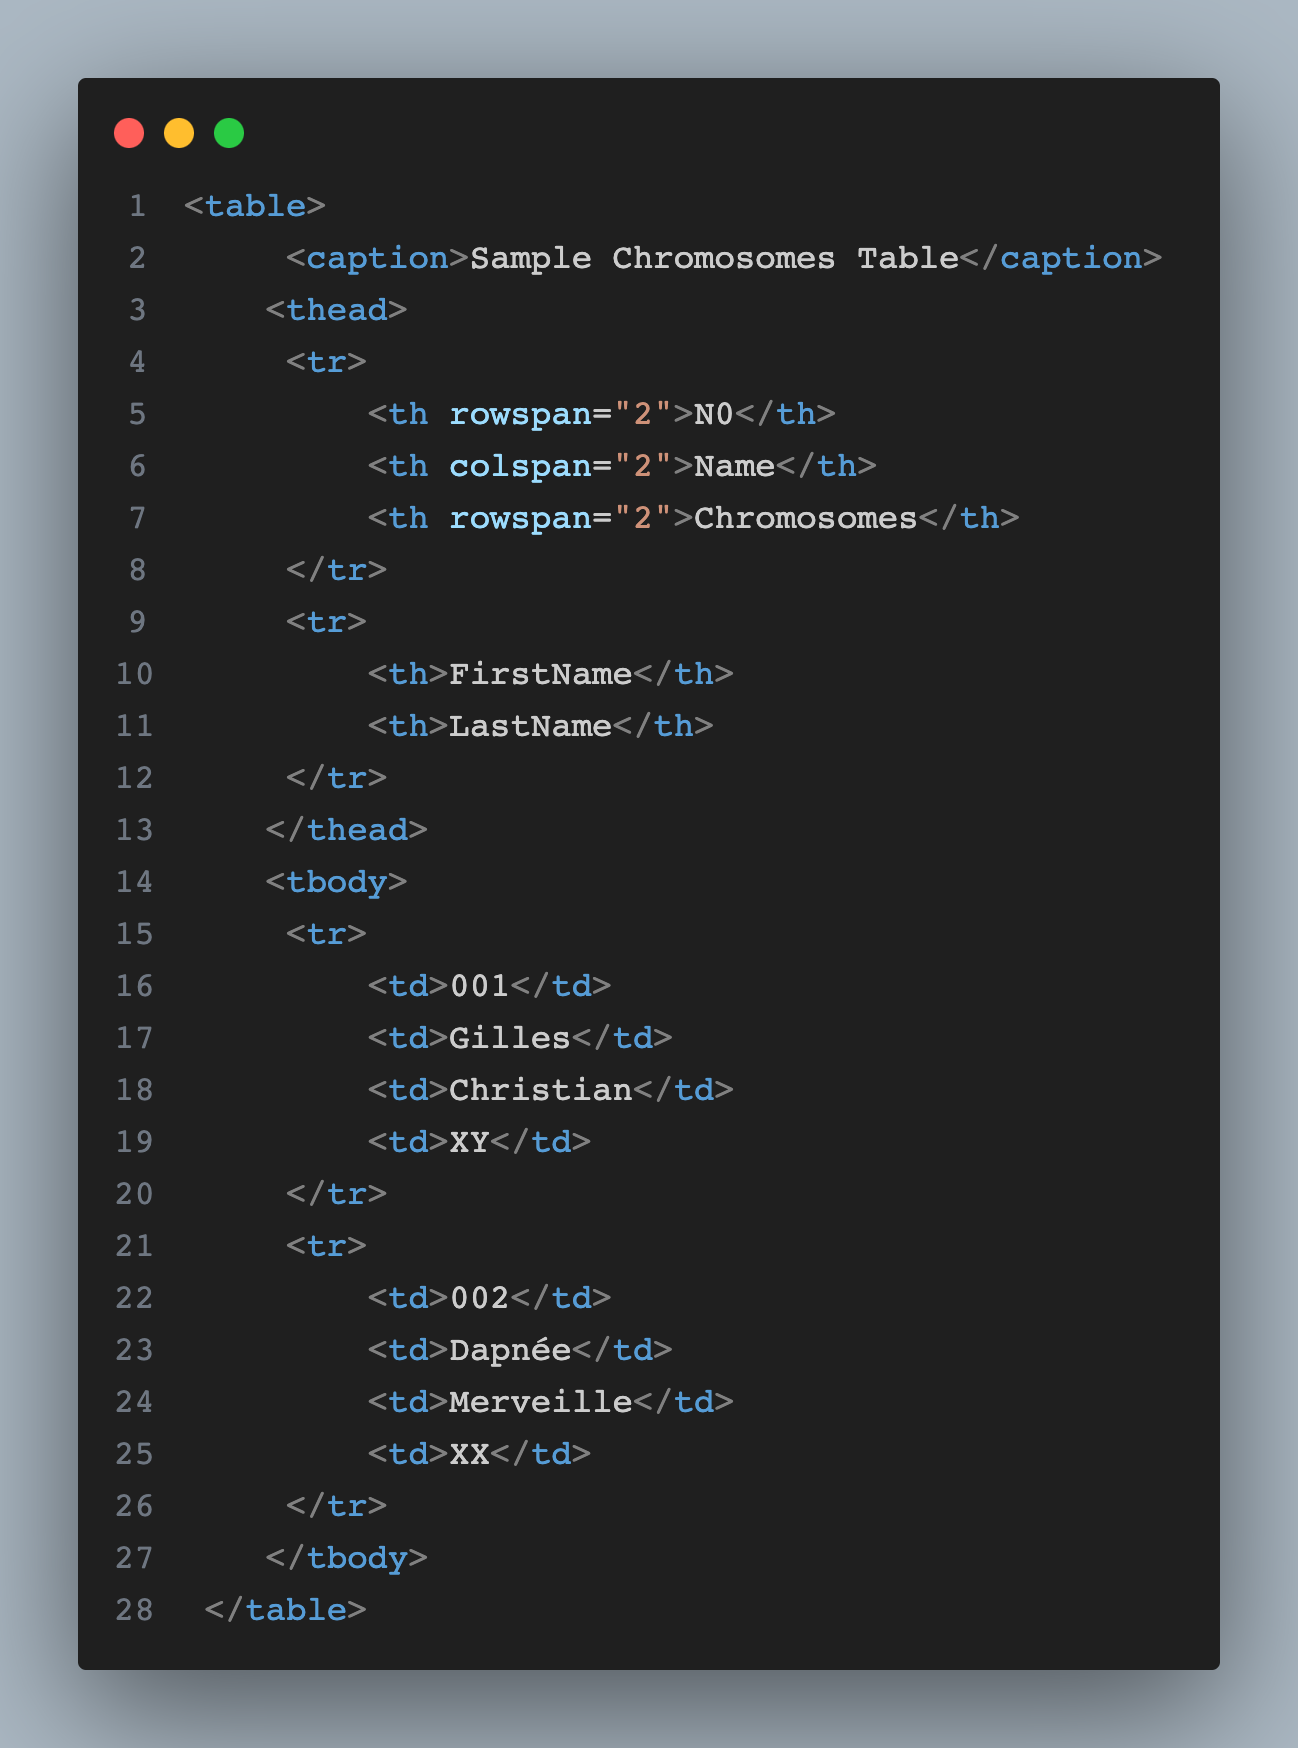 1 <table>
2 <caption>Sample Chromosomes Table</caption>
3 <thead>
4 <tr>
5 <th rowspan="2">N0</th>
6 <th colspan="2">Name</th>
7 <th rowspan="2">Chromosomes</th>
8 </tr>
9 <tr>
10 <th>FirstName</th>
11 <th>LastName</th>
12 </tr>
13 </thead>
14 <tbody>
15 <tr>
16 <td>001</td>
17 <td>Gilles</td>
18 <td>Christian</td>
19 <td>XY</td>
20 </tr>
21 <tr>
22 <td>002</td>
23 <td>Dapnée</td>
24 <td>Merveille</td>
25 <td>XX</td>
26 </tr>
27 </tbody>
28 </table>